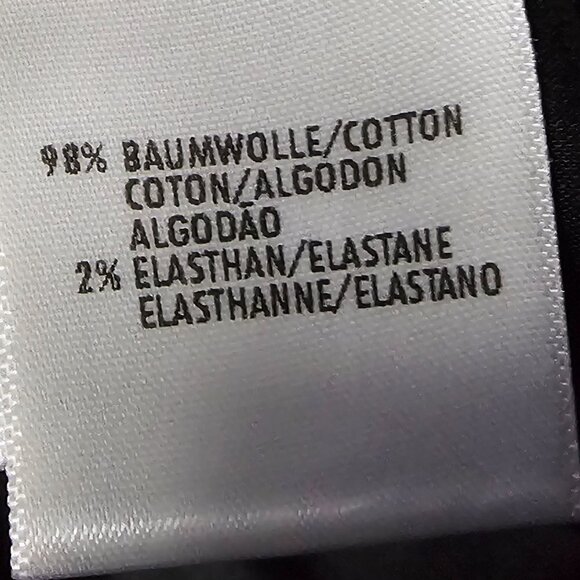 98% BAUMWOLLE/COTTON
COTON/ALGODON
ALGODÃO
2% ELASTHAN/ELASTANE
ELASTHANNE/ELASTANO